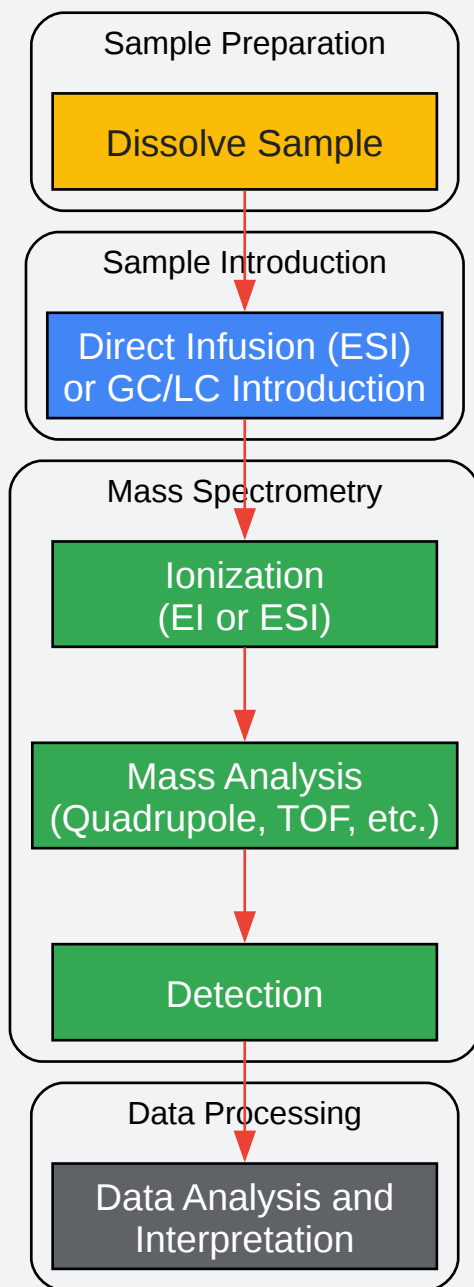 Sample Preparation
Dissolve Sample
Sample Introduction
Direct Infusion (ESI)
or GC/LC Introduction
Mass Spectrometry
Ionization
(EI or ESI)
Mass Analysis
(Quadrupole, TOF, etc.)
Detection
Data Processing
Data Analysis and
Interpretation